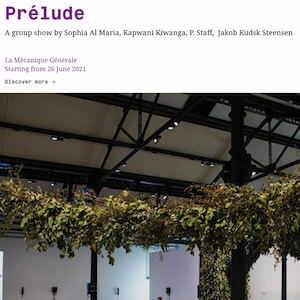 Prélude
A group show by Sophia Al Maria, Kapwani Kiwanga, P. Staff, Jakob Kudsk Steensen
La Mécanique Générale
Starting from 26 June 2021
Discover more →